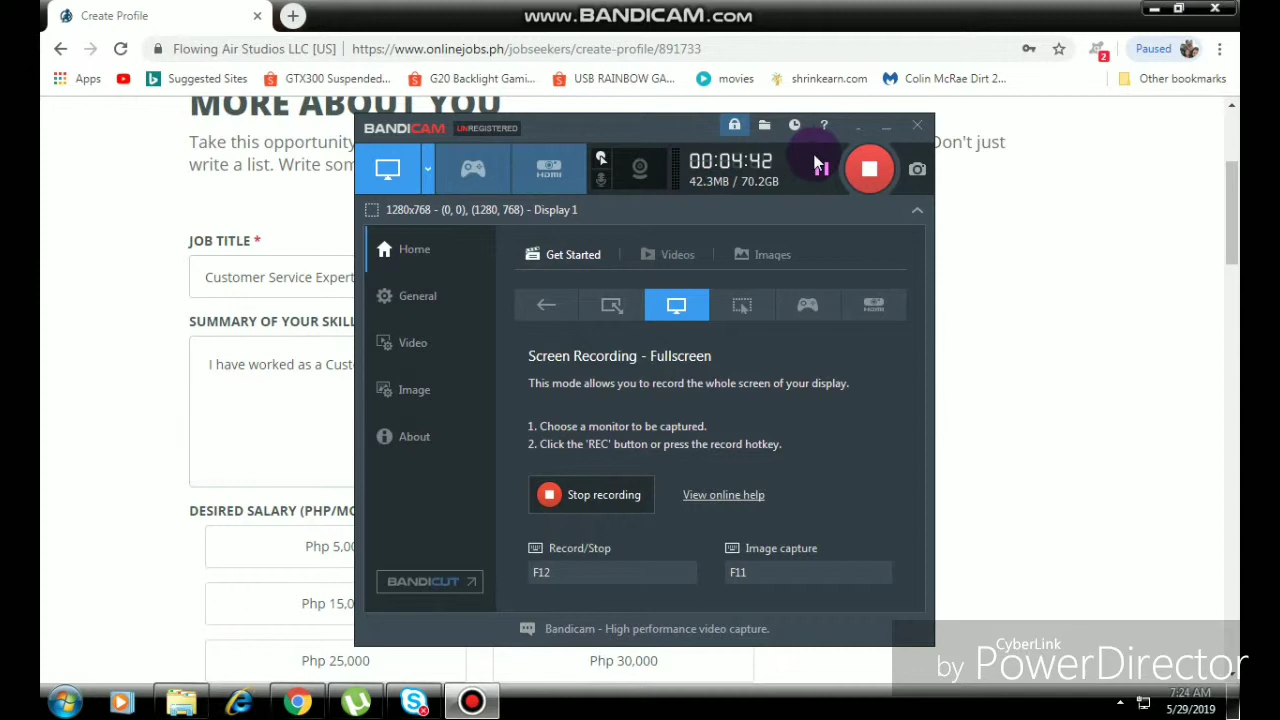 Create Profile
www.BANDICAM.com
Flowing Air Studios LLC [US]
https://www.onlinejobs.ph/jobseekers/create-profile/891733
Paused
Apps
Suggested Sites
GTX300 Suspended...
G20 Backlight Gami...
USB RAINBOW GA...
movies
shrinkearn.com
Colin McRae Dirt 2...
Other bookmarks
2
MORE ABOUT YOU
Take this opportunity
Don't just
write a list. Write som
JOB TITLE *
Customer Service Expert
SUMMARY OF YOUR SKILL
I have worked as a Custo
DESIRED SALARY (PHP/MO
Php 5,00
Php 15,0
Php 25,000
Php 30,000
BANDICAM UNREGISTERED
?
HDMI
00:04:42
42.3MB / 70.2GB
1280x768 - (0, 0), (1280, 768) - Display 1
Home
General
Video
Image
About
BANDICUT
Get Started
Videos
Images
HDMI
Screen Recording - Fullscreen
This mode allows you to record the whole screen of your display.
1. Choose a monitor to be captured.
2. Click the 'REC' button or press the record hotkey.
Stop recording
View online help
Record/Stop
F12
Image capture
F11
Bandicam - High performance video capture.
CyberLink
by PowerDirector
7:24 AM
5/29/2019